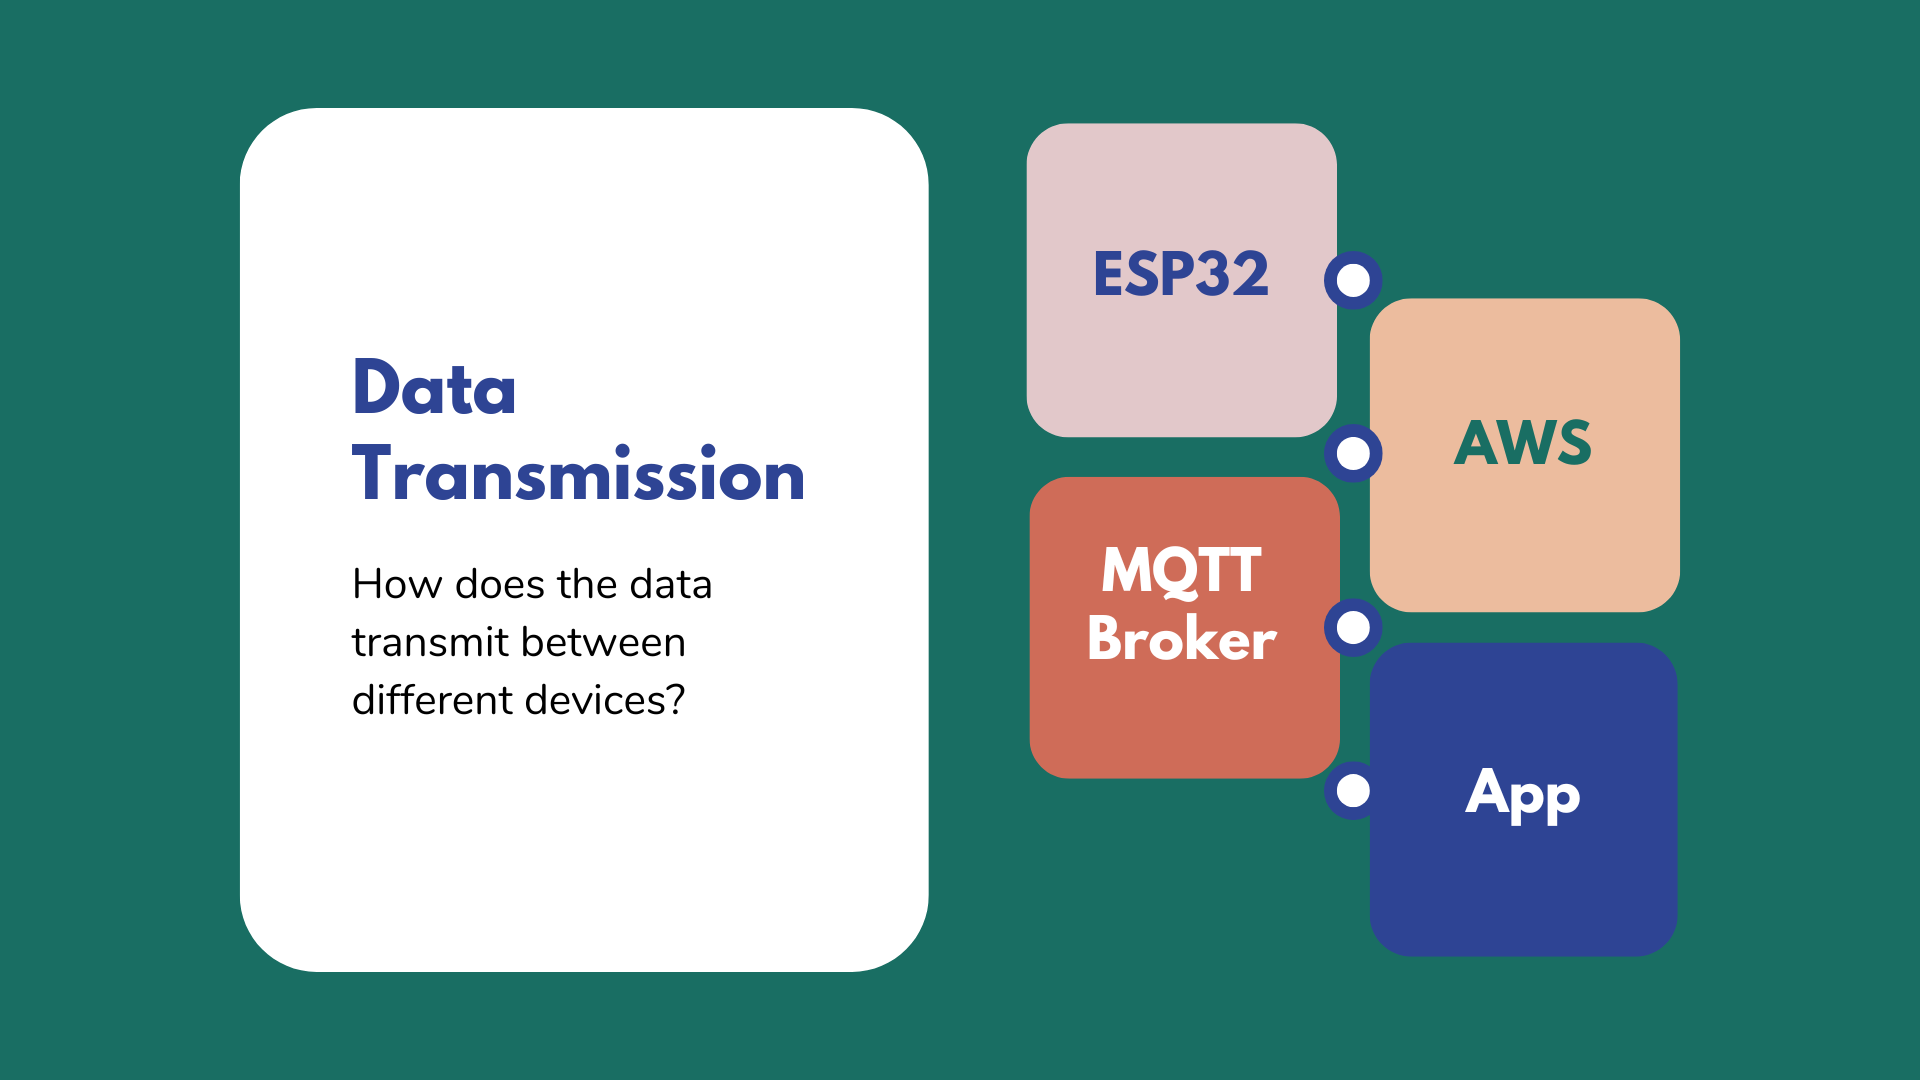 Data
Transmission
How does the data
transmit between
different devices?
ESP32
AWS
MQTT
Broker
App